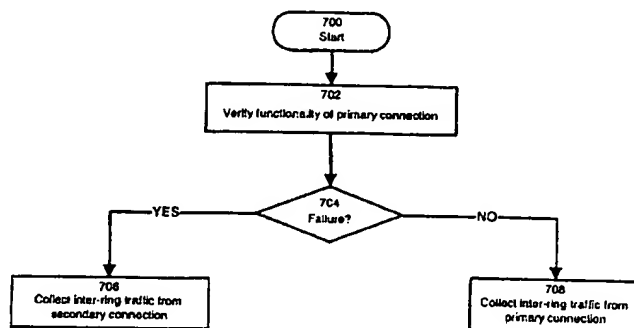 700
Start
702
Verify functionality of primary connection
704
Failure?
YES
NO
706
Collect inter-ring traffic from
secondary connection
708
Collect inter-ring traffic from
primary connection